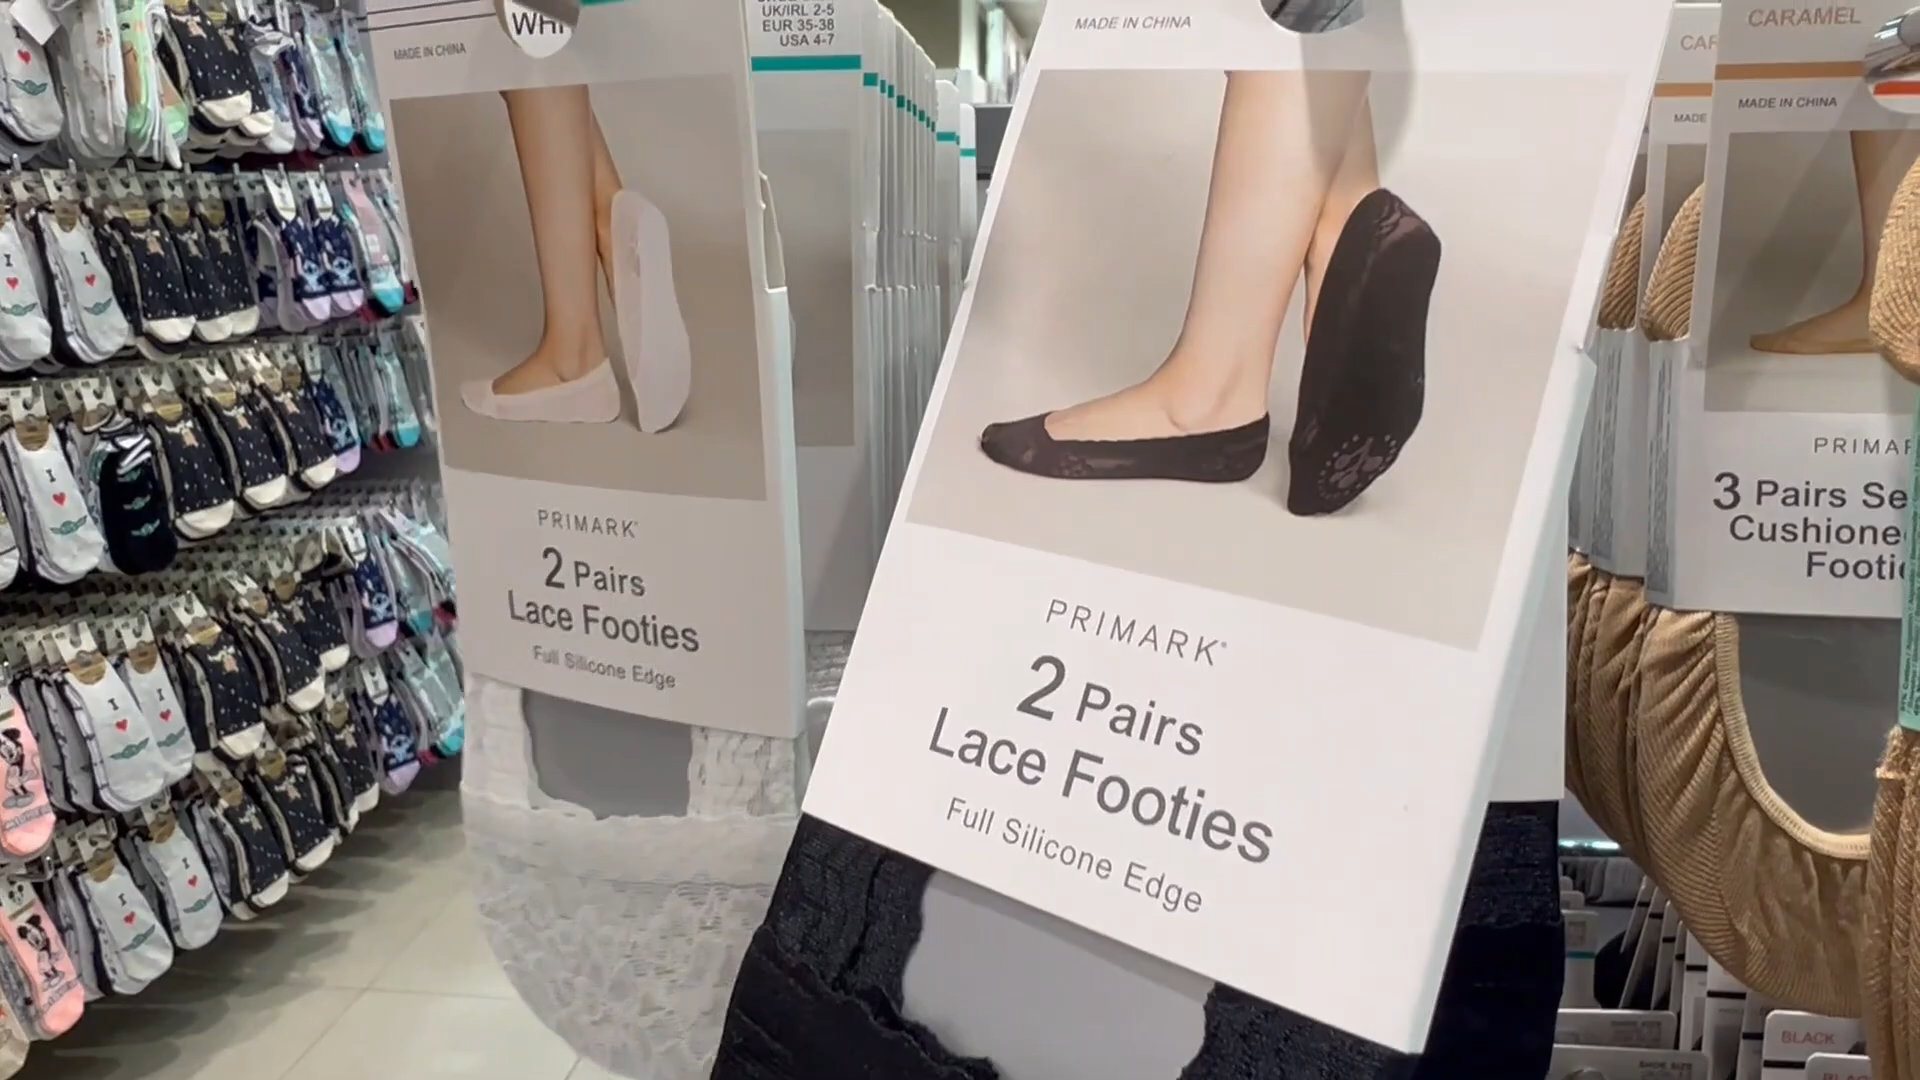 WHI
MADE IN CHINA
PRIMARK
2 Pairs
Lace Footies
Full Silicone Edge
UK/IRL 2-5
EUR 35-38
USA 4-7
MADE IN CHINA
PRIMARK
2 Pairs
Lace Footies
Full Silicone Edge
CAR
MADE
CARAMEL
MADE IN CHINA
PRIMAR
3 Pairs Se
Cushione
Footi
BLACK
I
I
I
I
I
I
I